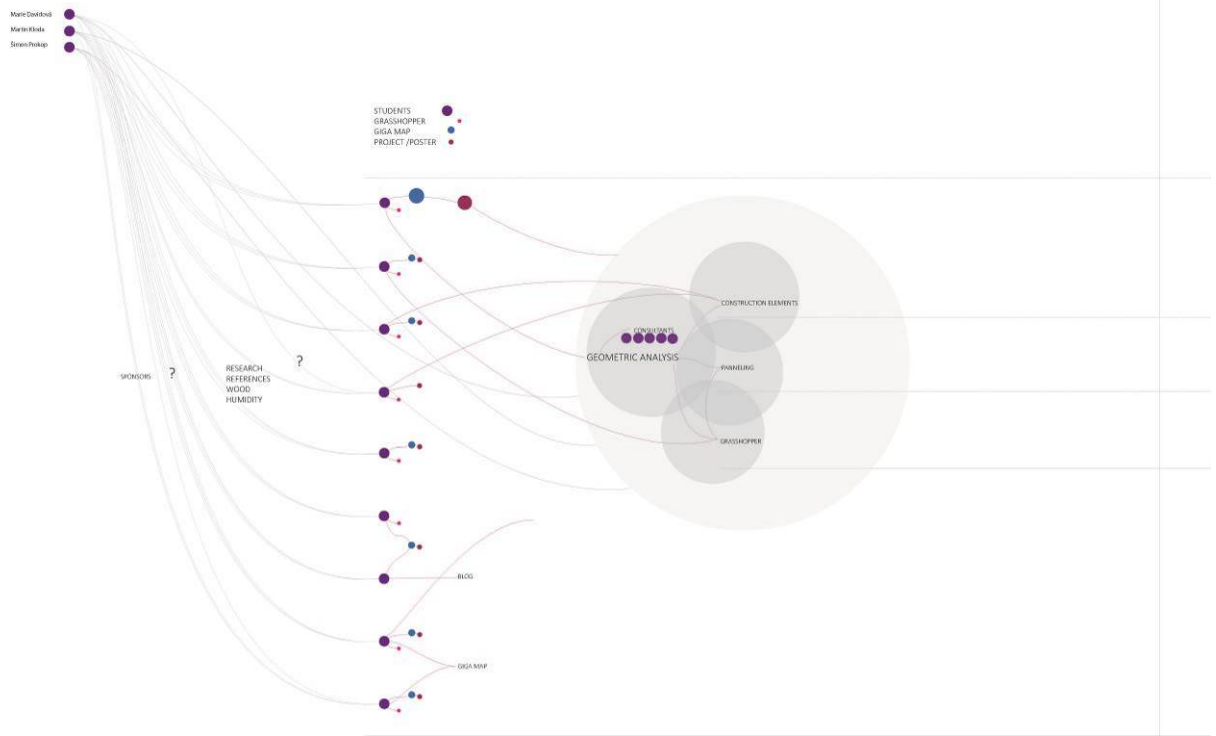 Marie Davidová
Martin Kloda
Šimon Prokop
STUDENTS
GRASSHOPPER
GIGA MAP
PROJECT /POSTER
CONSTRUCTION ELEMENTS
CONSULTANTS
GEOMETRIC ANALYSIS
PANNELING
SPONSORS ?
RESEARCH ?
REFERENCES
WOOD
HUMIDITY
GRASSHOPPER
BLOG
GIGA MAP